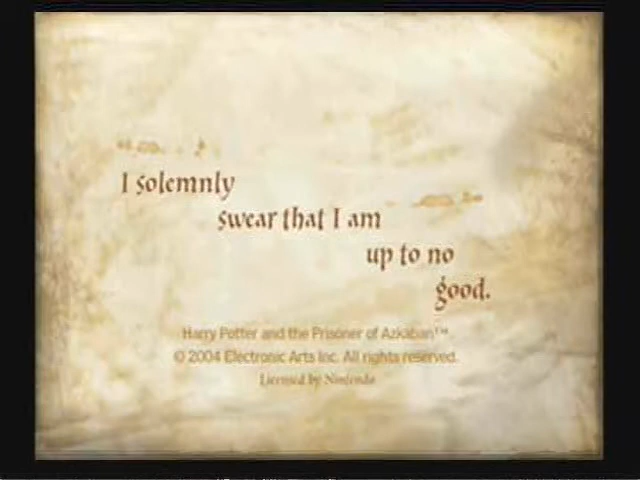 I solemnly
swear that I am
up to no
good.
Harry Potter and the Prisoner of Azkaban™
© 2004 Electronic Arts Inc. All rights reserved.
Licensed by Nintendo